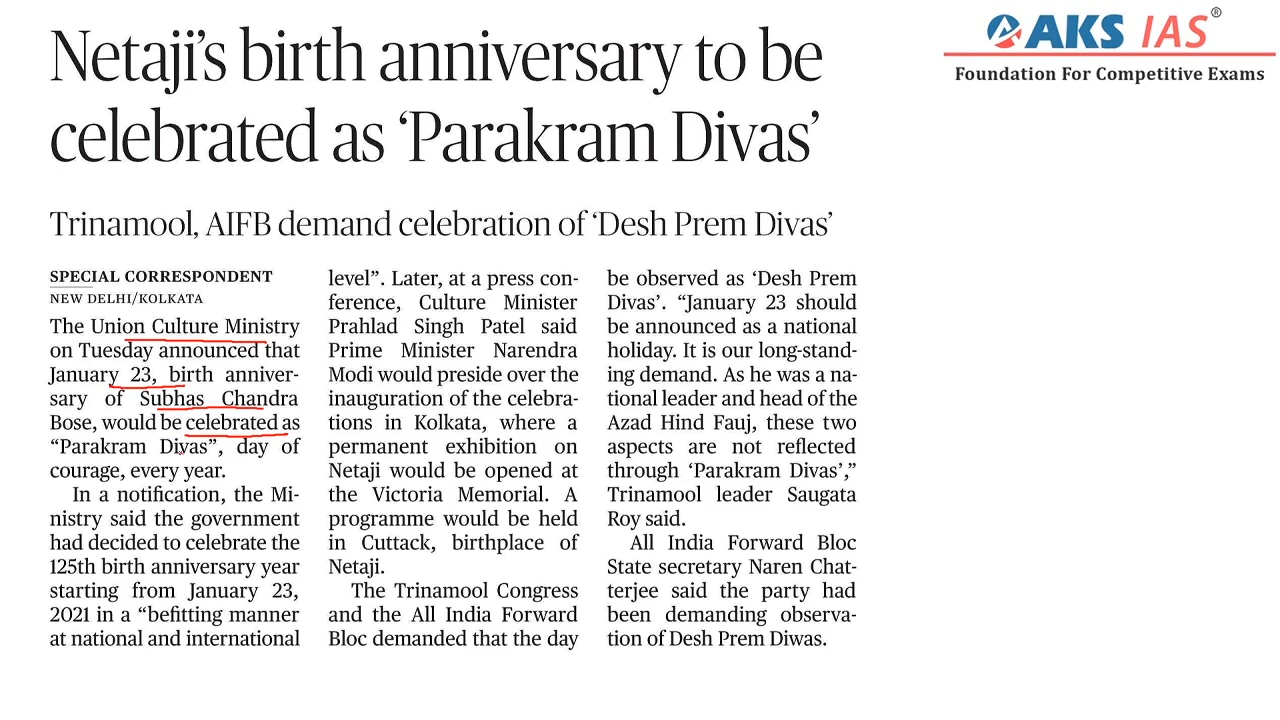 Netaji's birth anniversary to be
celebrated as ‘Parakram Divas’
Trinamool, AIFB demand celebration of ‘Desh Prem Divas’
SPECIAL CORRESPONDENT
NEW DELHI/KOLKATA
The Union Culture Ministry
on Tuesday announced that
January 23, birth anniver-
sary of Subhas Chandra
Bose, would be celebrated as
“Parakram Divas”, day of
courage, every year.
In a notification, the Mi-
nistry said the government
had decided to celebrate the
125th birth anniversary year
starting from January 23,
2021 in a “befitting manner
at national and international
level”. Later, at a press con-
ference, Culture Minister
Prahlad Singh Patel said
Prime Minister Narendra
Modi would preside over the
inauguration of the celebra-
tions in Kolkata, where a
permanent exhibition on
Netaji would be opened at
the Victoria Memorial. A
programme would be held
in Cuttack, birthplace of
Netaji.
The Trinamool Congress
and the All India Forward
Bloc demanded that the day
be observed as ‘Desh Prem
Divas’. “January 23 should
be announced as a national
holiday. It is our long-stand-
ing demand. As he was a na-
tional leader and head of the
Azad Hind Fauj, these two
aspects are not reflected
through ‘Parakram Divas’,”
Trinamool leader Saugata
Roy said.
All India Forward Bloc
State secretary Naren Chat-
terjee said the party had
been demanding observa-
tion of Desh Prem Diwas.
AKS IAS®
Foundation For Competitive Exams